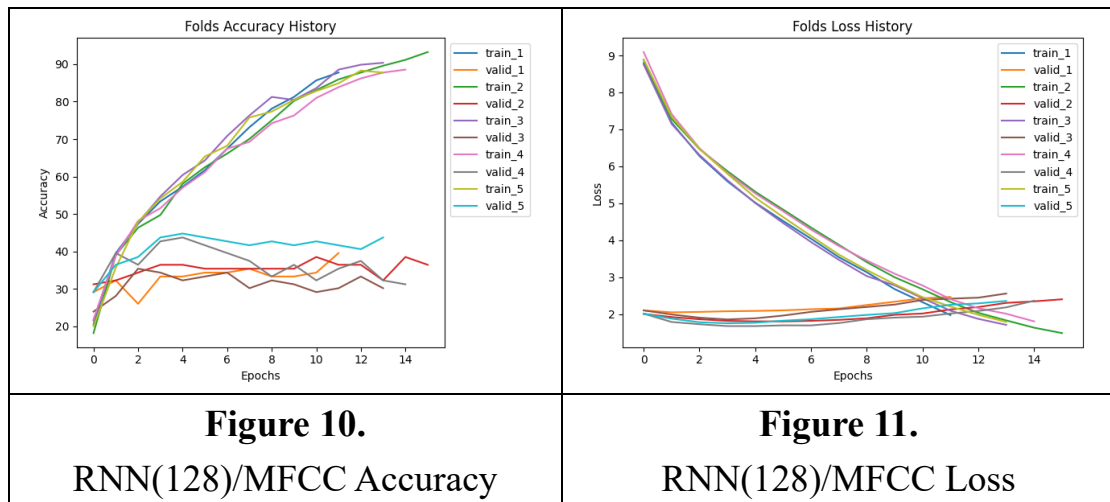 Folds Accuracy History
90
80
70
60
50
40
30
20
Accuracy
0
2
4
6
8
10
12
14
Epochs
train_1
valid_1
train_2
valid_2
train_3
valid_3
train_4
valid_4
train_5
valid_5
Figure 10.
RNN(128)/MFCC Accuracy
Folds Loss History
9
8
7
6
5
4
3
2
Loss
0
2
4
6
8
10
12
14
Epochs
train_1
valid_1
train_2
valid_2
train_3
valid_3
train_4
valid_4
train_5
valid_5
Figure 11.
RNN(128)/MFCC Loss